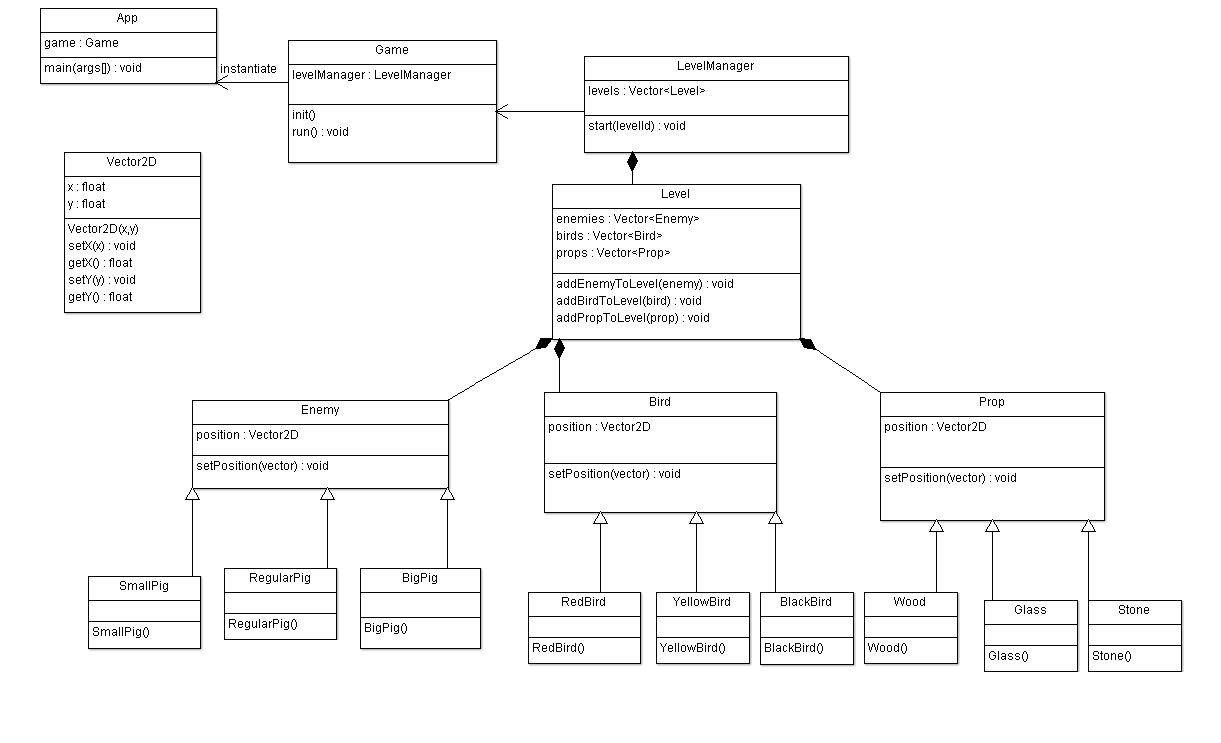 App
game : Game
main(args[]) : void
instantiate
Game
levelManager : LevelManager
init()
run() : void
LevelManager
levels : Vector<Level>
start(levelId) : void
Vector2D
x : float
y : float
Vector2D(x,y)
setX(x) : void
getX() : float
setY(y) : void
getY() : float
Level
enemies : Vector<Enemy>
birds : Vector<Bird>
props : Vector<Prop>
addEnemyToLevel(enemy) : void
addBirdToLevel(bird) : void
addPropToLevel(prop) : void
Enemy
position : Vector2D
setPosition(vector) : void
Bird
position : Vector2D
setPosition(vector) : void
Prop
position : Vector2D
setPosition(vector) : void
SmallPig
SmallPig()
RegularPig
RegularPig()
BigPig
BigPig()
RedBird
RedBird()
YellowBird
YellowBird()
BlackBird
BlackBird()
Wood
Wood()
Glass
Glass()
Stone
Stone()